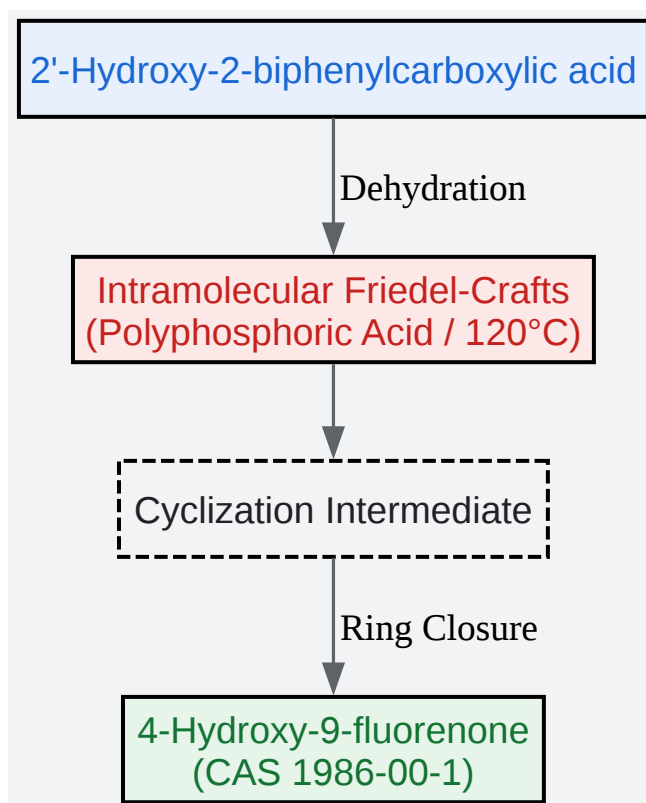 2'-Hydroxy-2-biphenylcarboxylic acid
Dehydration
Intramolecular Friedel-Crafts
(Polyphosphoric Acid / 120°C)
Cyclization Intermediate
Ring Closure
4-Hydroxy-9-fluorenone
(CAS 1986-00-1)